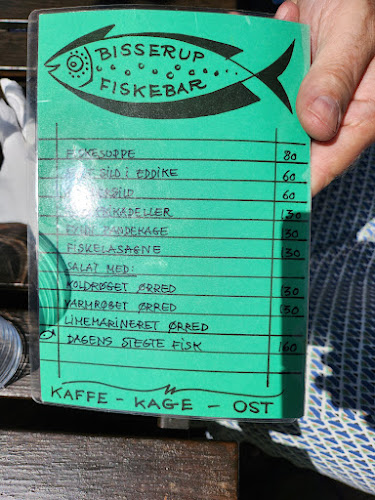 BISSERUP
FISKEBAR
FISKESUPPE 80
SILD I EDDIKE 60
60
130
130
FISKELASAGNE 130
SALAT MED:
KOLDRØGET ØRRED 130
VARMRØGET ØRRED 130
LIMEMARINERET ØRRED
DAGENS STEGTE FISK 160
KAFFE - KAGE - OST